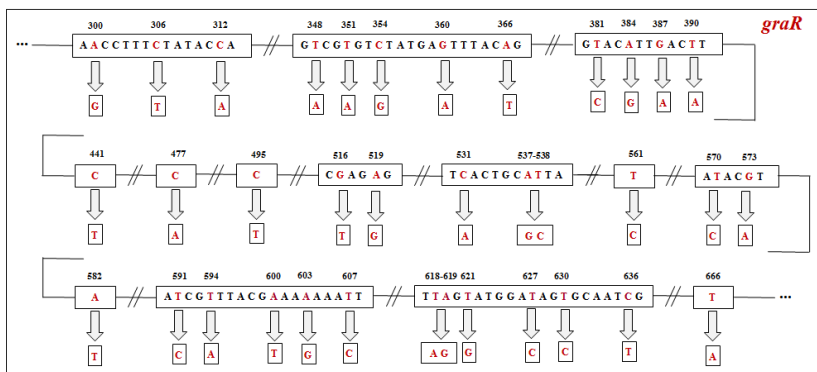 graR
300 306 312 348 351 354 360 366 381 384 387 390
... AACCTTTCTATACCA // GTCGTGTCTATGAGTTTACAG // GTACATTGACTT
G T A A A G A T C G A A
441 477 495 516 519 531 537-538 561 570 573
C // C // C // CGAGAG // TCACTGCATTA // T // ATACGT
T A T T G A GC C C A
582 591 594 600 603 607 618-619 621 627 630 636 666
A // ATCGTTTACGAAAAAAATT // TTAGTATGGATAGTGCAATCG // T ...
T C A T G C AG G C C T A